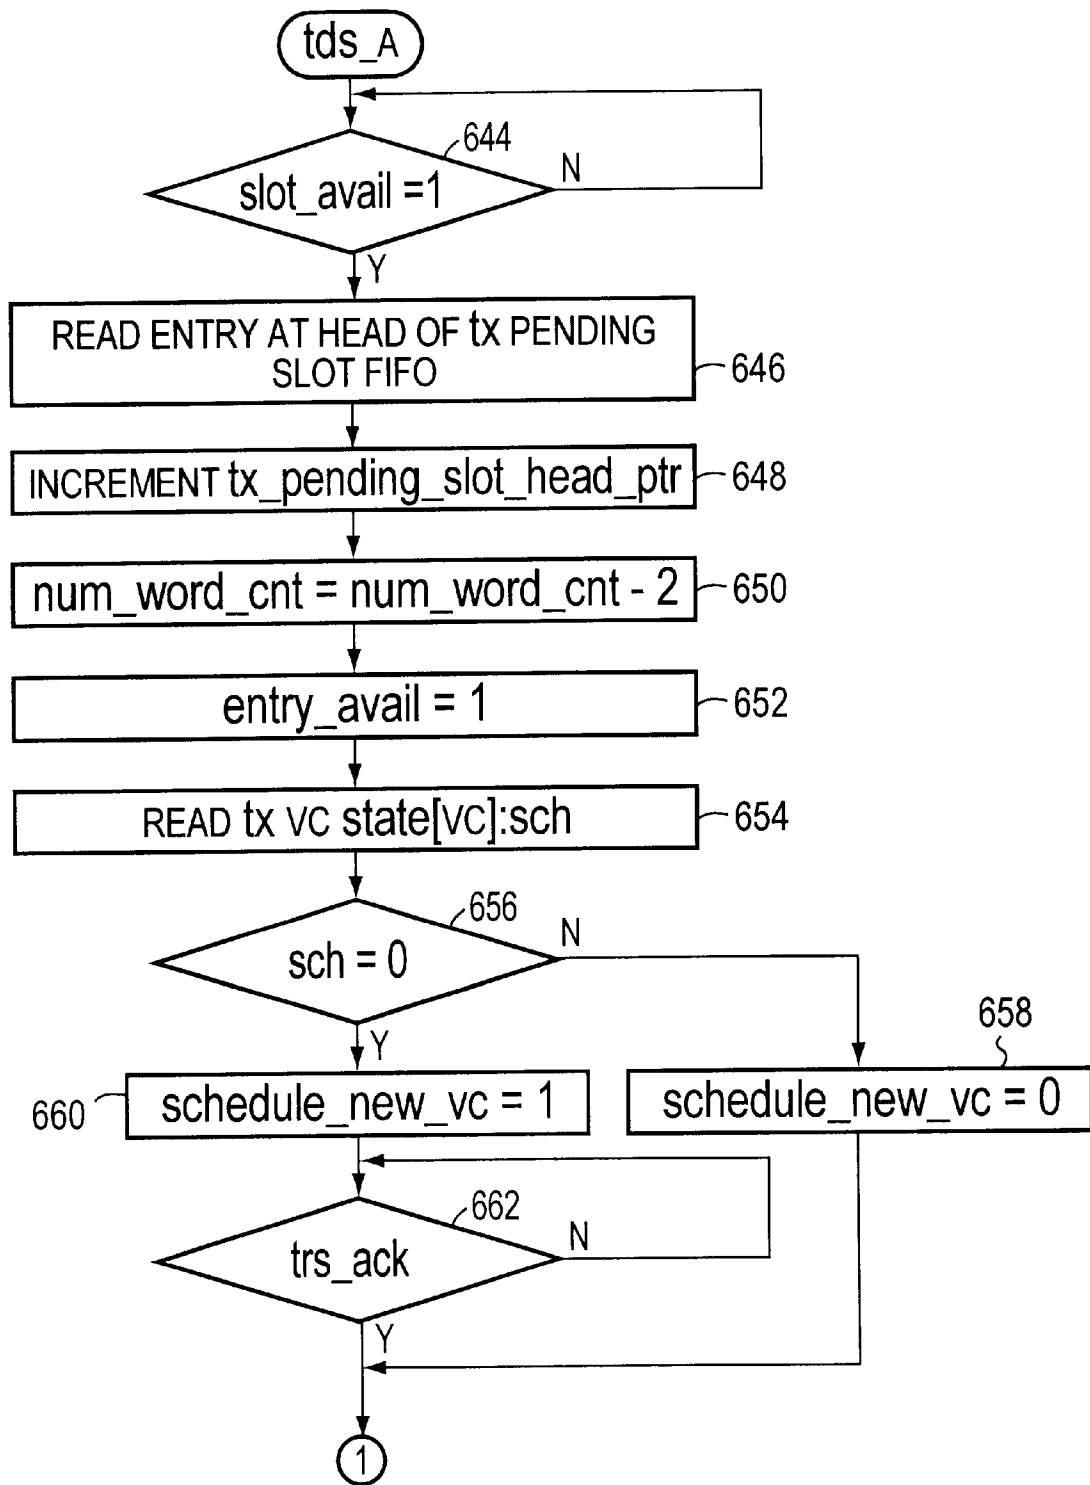 tds_A
644
slot_avail =1
N
Y
READ ENTRY AT HEAD OF tx PENDING
SLOT FIFO
646
INCREMENT tx_pending_slot_head_ptr
648
num_word_cnt = num_word_cnt - 2
650
entry_avail = 1
652
READ tx VC state[VC]:sch
654
656
sch = 0
N
Y
658
660
schedule_new_vc = 1
schedule_new_vc = 0
662
trs_ack
N
Y
1